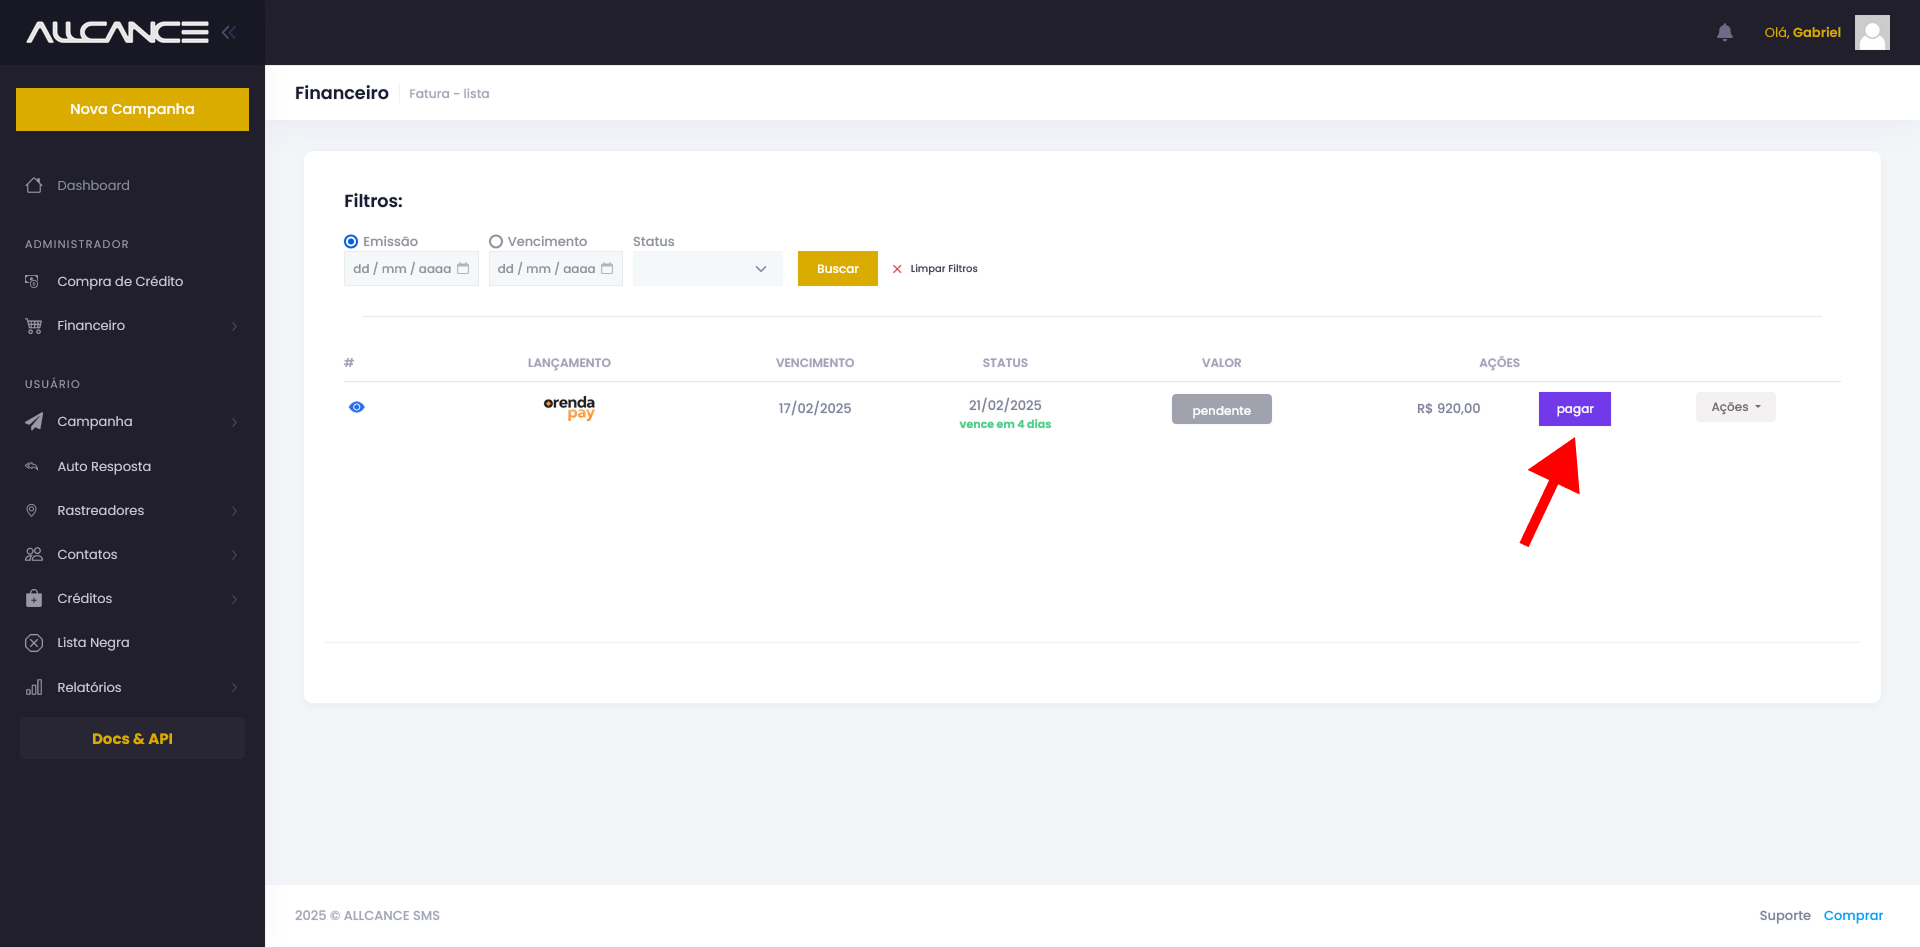 ALLCANCE
Olá, Gabriel
Nova Campanha
Dashboard
ADMINISTRADOR
Compra de Crédito
Financeiro
USUÁRIO
Campanha
Auto Resposta
Rastreadores
Contatos
Créditos
Lista Negra
Relatórios
Docs & API
Financeiro Fatura - lista
Filtros:
Emissão Vencimento Status
dd / mm / aaaa dd / mm / aaaa Buscar Limpar Filtros
# LANÇAMENTO VENCIMENTO STATUS VALOR AÇÕES
orenda
pay
17/02/2025 21/02/2025 pendente R$ 920,00 pagar Ações
vence em 4 dias
2025 © ALLCANCE SMS Suporte Comprar